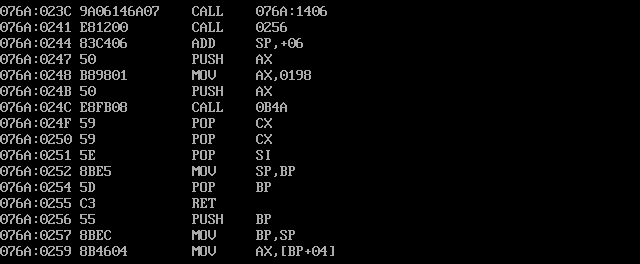 076A:023C 9A06146A07    CALL    076A:1406
076A:0241 E81200        CALL    0256
076A:0244 83C406        ADD     SP,+06
076A:0247 50            PUSH    AX
076A:0248 B89801        MOV     AX,0198
076A:024B 50            PUSH    AX
076A:024C E8FB08        CALL    0B4A
076A:024F 59            POP     CX
076A:0250 59            POP     CX
076A:0251 5E            POP     SI
076A:0252 8BE5          MOV     SP,BP
076A:0254 5D            POP     BP
076A:0255 C3            RET
076A:0256 55            PUSH    BP
076A:0257 8BEC          MOV     BP,SP
076A:0259 8B4604        MOV     AX,[BP+04]